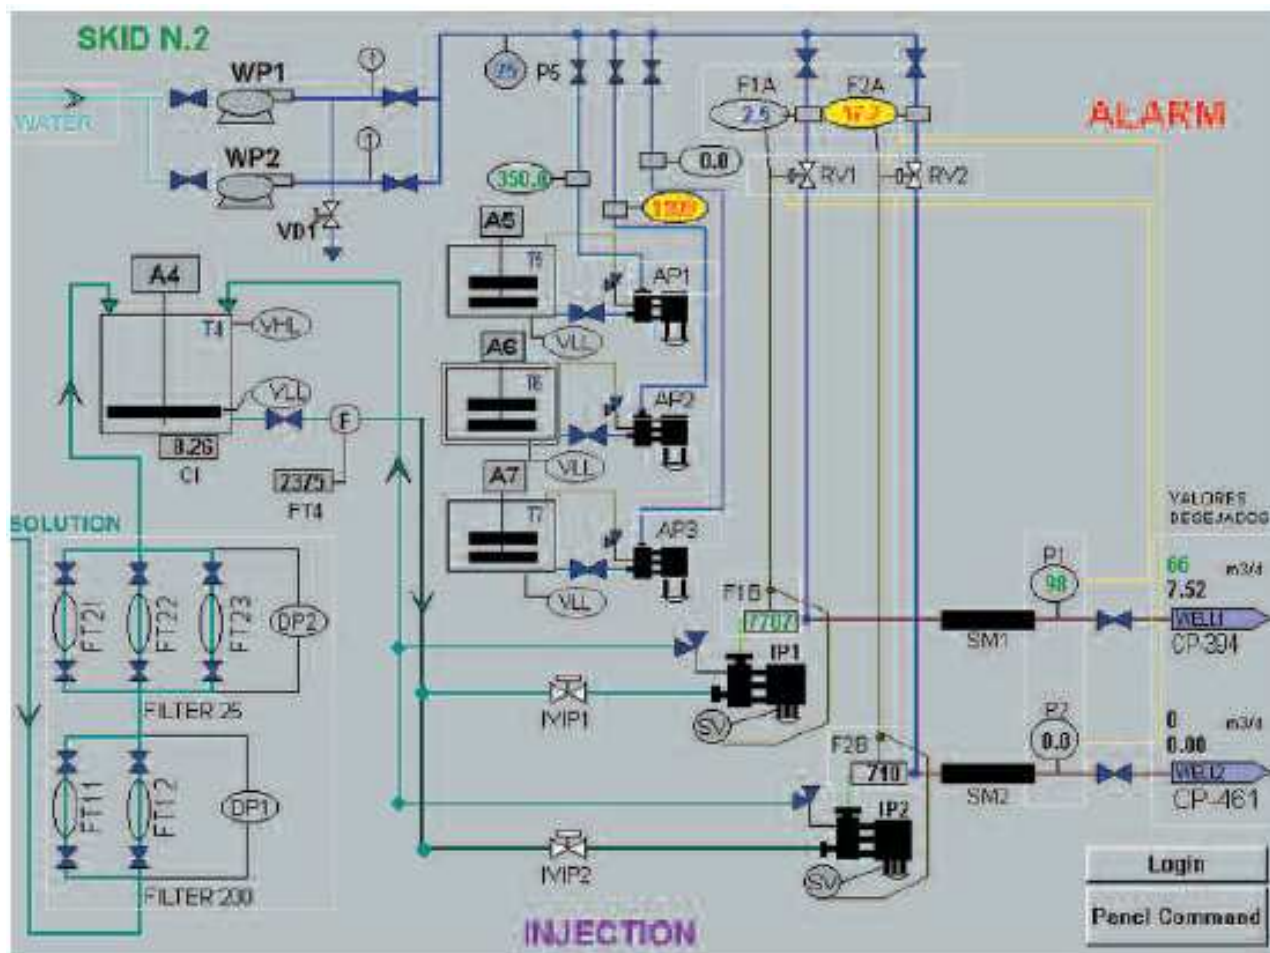 SKID N.2
WP1
WATER
WP2
VD1
P5
F1A
F2A
2.5
ALARM
0.0
350.0
RV1
RV2
A5
T5
AP1
VLL
A4
T4
VHL
VLL
8.26
CI
F
2375
FT4
A6
T6
AP2
VLL
A7
T7
AP3
VLL
SOLUTION
FT21
FT22
FT23
DP2
FILTER 25
FT11
FT12
DP1
FILTER 200
VALORES
DESEJADOS
P1
98
66
m3/d
7.52
WELL1
CP-394
SM1
F1B
7707
IP1
SV
IVIP1
P2
0.0
0
m3/d
0.00
WELL2
CP-461
SM2
F2B
710
IP2
SV
IVIP2
INJECTION
Login
Panel Command